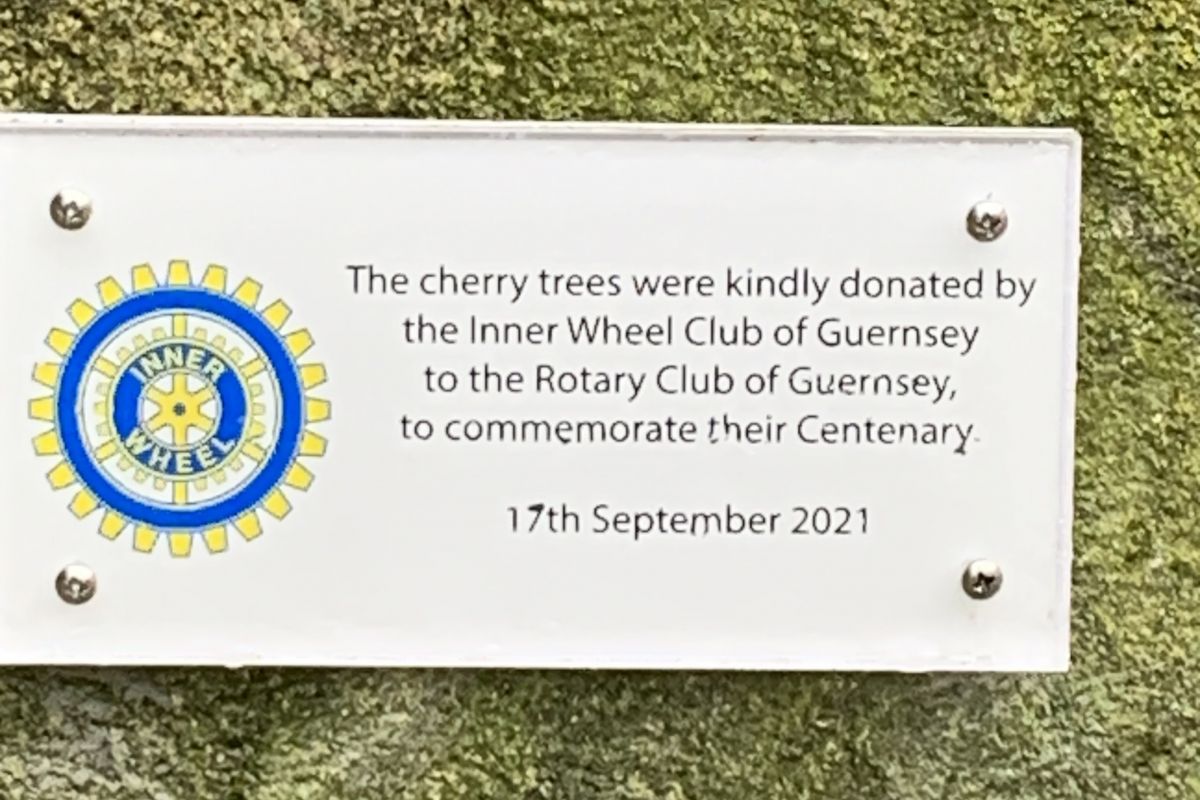 INNER
WHEEL
The cherry trees were kindly donated by
the Inner Wheel Club of Guernsey
to the Rotary Club of Guernsey,
to commemorate their Centenary.
17th September 2021